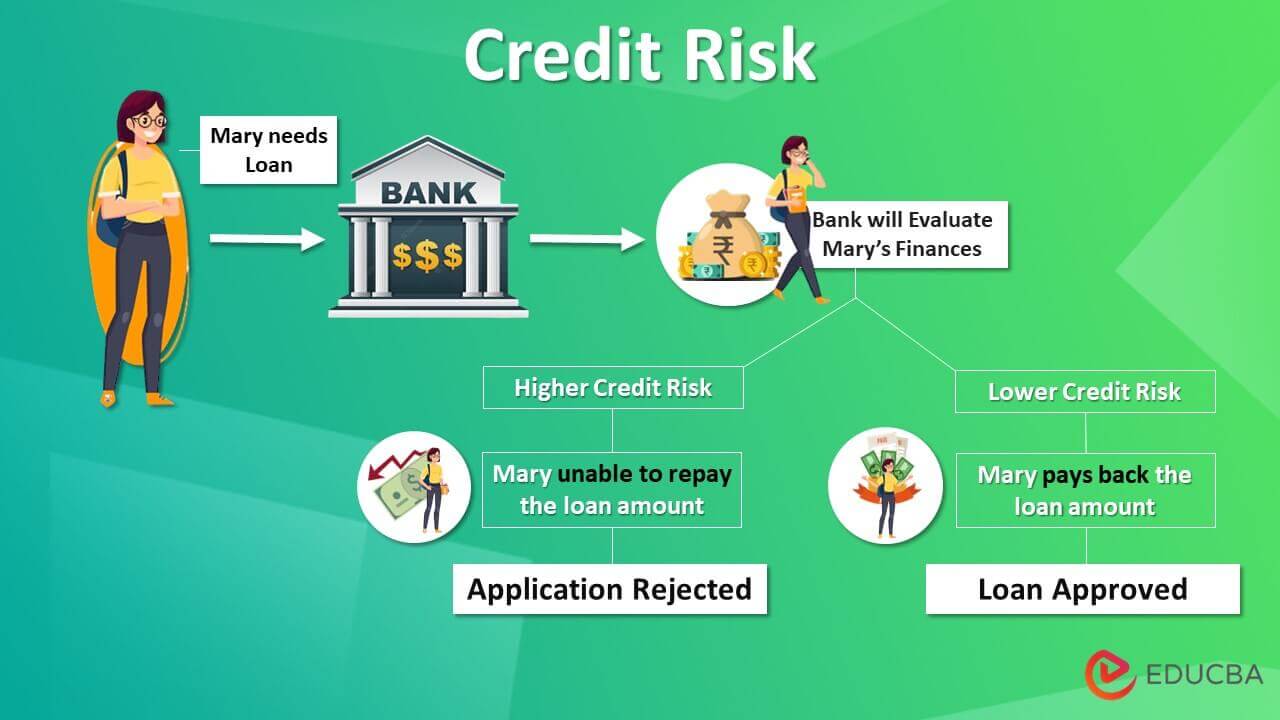 Credit Risk
Mary needs
Loan
BANK
$$$
₹
Bank will Evaluate
Mary's Finances
Higher Credit Risk
Lower Credit Risk
Mary unable to repay
the loan amount
Mary pays back the
loan amount
Application Rejected
Loan Approved
EDUCBA